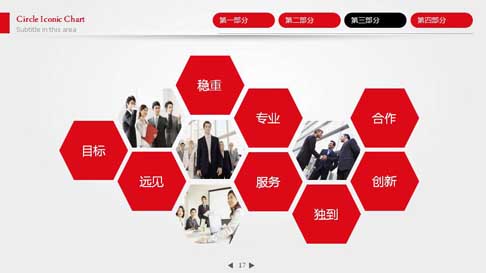 Circle Iconic Chart
Subtitle in this area
第一部分
第二部分
第三部分
第四部分
稳重
专业
合作
目标
远见
服务
创新
独到
17